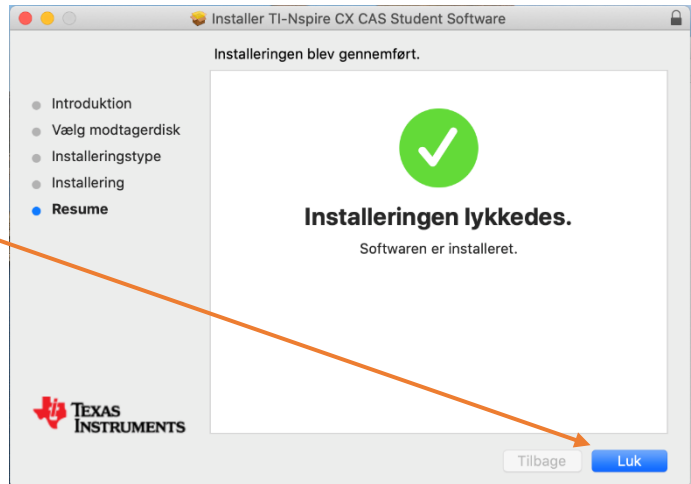 Installer TI-Nspire CX CAS Student Software
Installeringen blev gennemført.
Introduktion
Vælg modtagerdisk
Installeringstype
Installering
Resume
Installeringen lykkedes.
Softwaren er installeret.
TEXAS
INSTRUMENTS
Tilbage
Luk